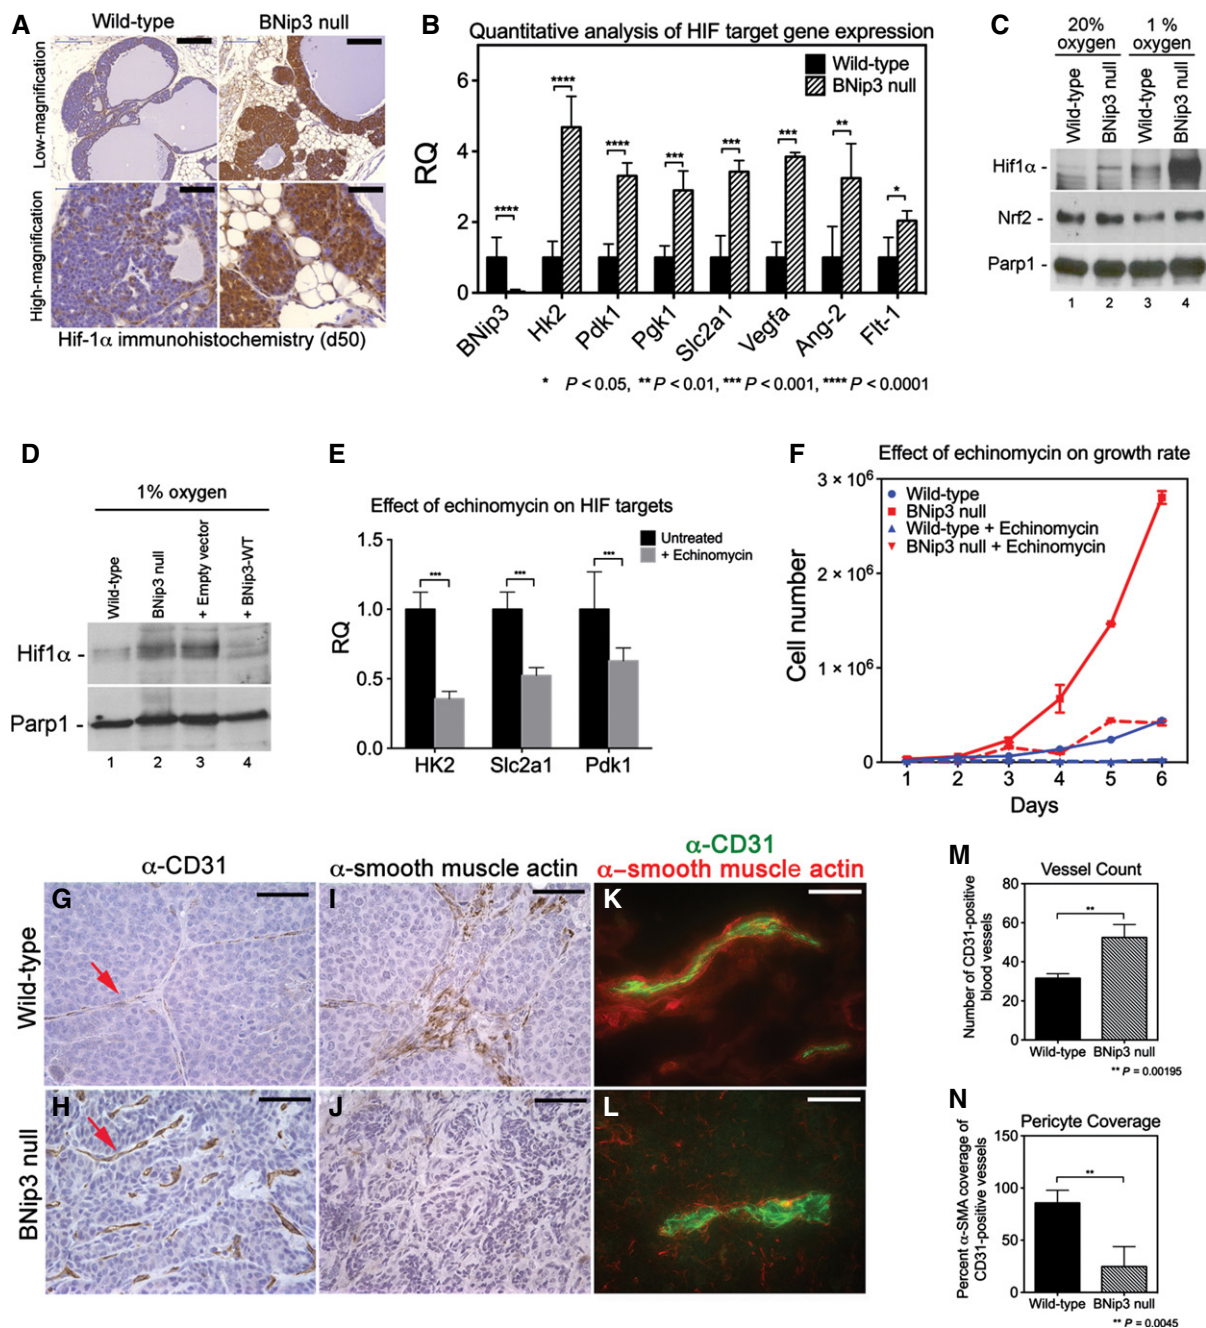 A
Wild-type
BNip3 null
Low-magnification
High-magnification
Hif-1α immunohistochemistry (d50)
B
Quantitative analysis of HIF target gene expression
Wild-type
BNip3 null
RQ
6
4
2
0
****
****
****
***
***
***
**
*
BNip3
Hk2
Pdk1
Pgk1
Slc2a1
Vegfa
Ang-2
Flt-1
* P < 0.05, ** P < 0.01, *** P < 0.001, **** P < 0.0001
C
20% oxygen
1 % oxygen
Wild-type
BNip3 null
Wild-type
BNip3 null
Hif1α -
Nrf2 -
Parp1 -
1 2 3 4
D
1% oxygen
Wild-type
BNip3 null
+ Empty vector
+ BNip3-WT
Hif1α -
Parp1 -
1 2 3 4
E
Effect of echinomycin on HIF targets
Untreated
+ Echinomycin
RQ
1.5
1.0
0.5
0.0
***
***
***
HK2
Slc2a1
Pdk1
F
Effect of echinomycin on growth rate
Wild-type
BNip3 null
Wild-type + Echinomycin
BNip3 null + Echinomycin
Cell number
3 × 10⁶
2 × 10⁶
1 × 10⁶
0
1 2 3 4 5 6
Days
α-CD31
α-smooth muscle actin
α-CD31
α–smooth muscle actin
Wild-type
BNip3 null
G
I
K
H
J
L
M
Vessel Count
Number of CD31-positive
blood vessels
80
60
40
20
0
**
Wild-type
BNip3 null
** P = 0.00195
N
Pericyte Coverage
Percent α-SMA coverage of
CD31-positive vessels
150
100
50
0
**
Wild-type
BNip3 null
** P = 0.0045